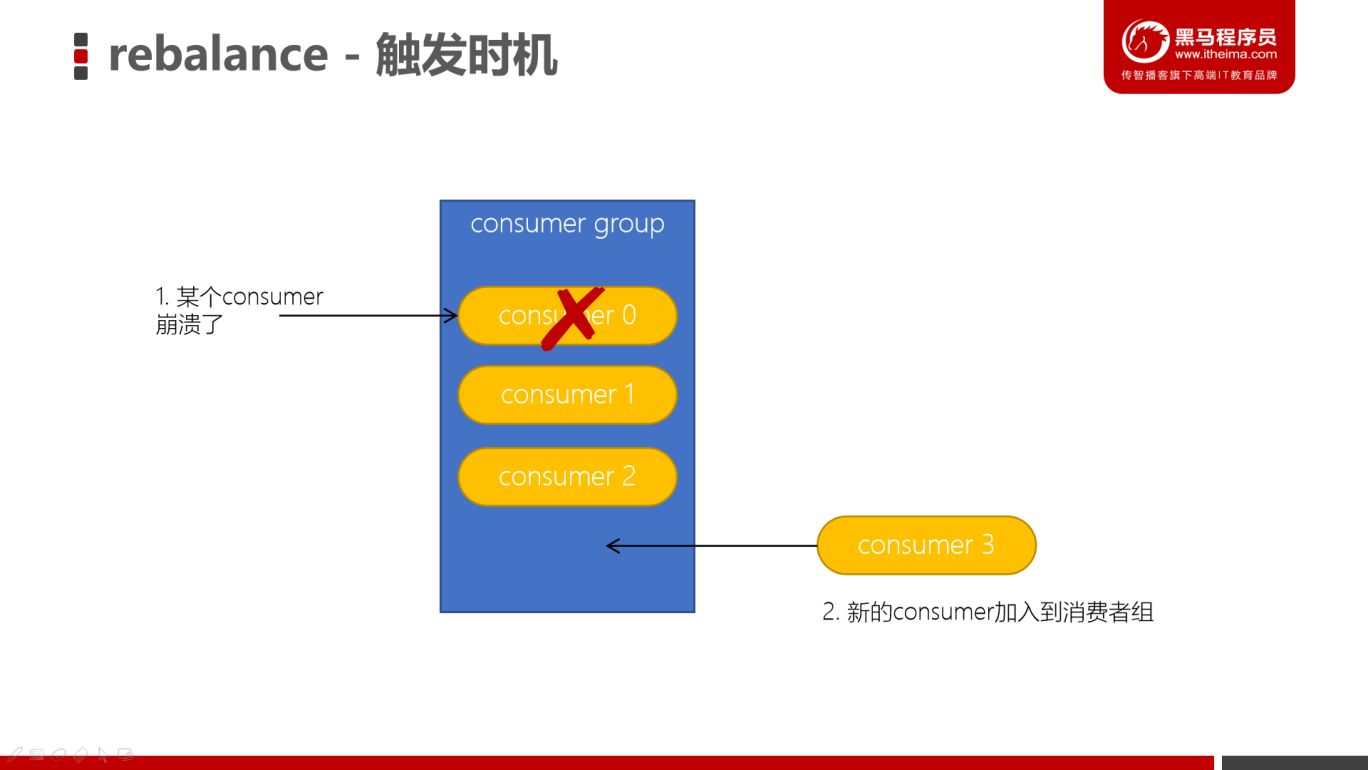 rebalance - 触发时机
黑马程序员
www.itheima.com
传智播客旗下高端IT教育品牌
consumer group
1. 某个consumer
崩溃了
consumer 0
consumer 1
consumer 2
consumer 3
2. 新的consumer加入到消费者组